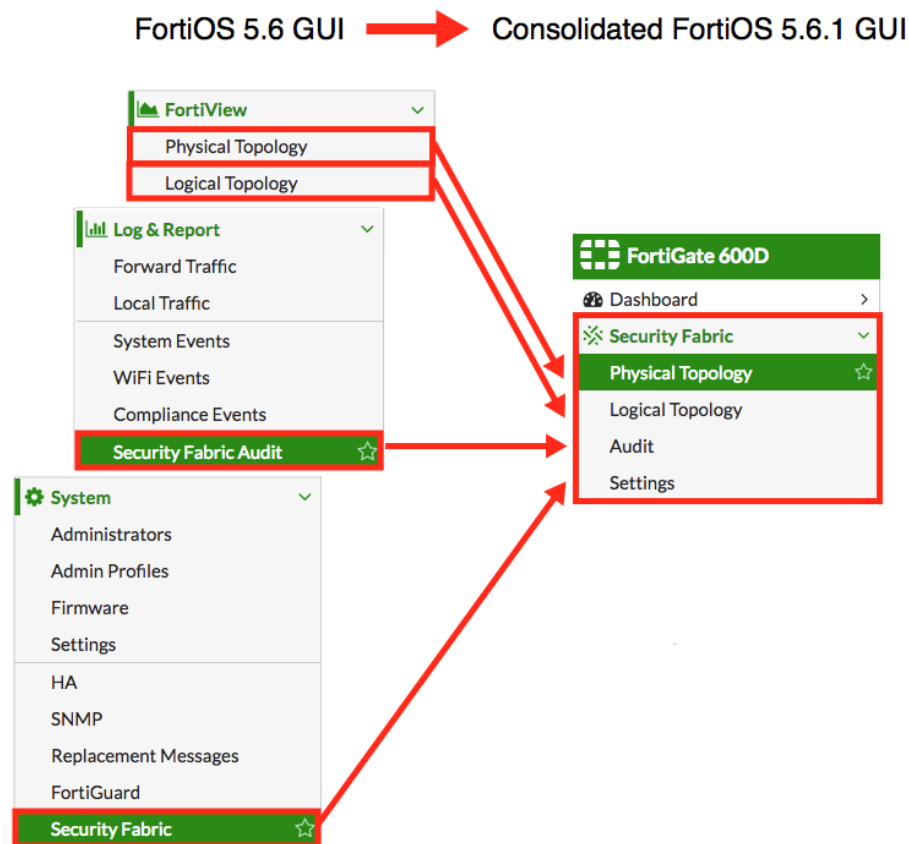 FortiOS 5.6 GUI
Consolidated FortiOS 5.6.1 GUI
FortiView
Physical Topology
Logical Topology
Log & Report
Forward Traffic
Local Traffic
System Events
WiFi Events
Compliance Events
Security Fabric Audit
System
Administrators
Admin Profiles
Firmware
Settings
HA
SNMP
Replacement Messages
FortiGuard
Security Fabric
FortiGate 600D
Dashboard
Security Fabric
Physical Topology
Logical Topology
Audit
Settings